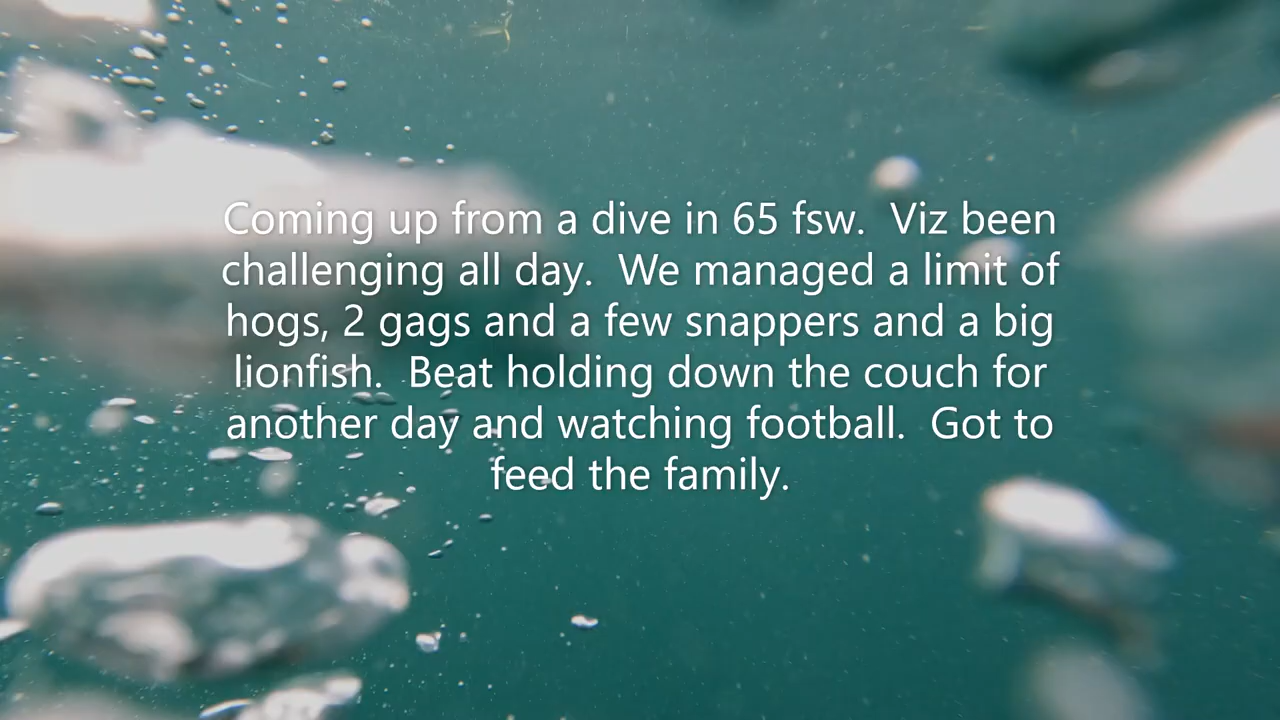 Coming up from a dive in 65 fsw.  Viz been
challenging all day.  We managed a limit of
hogs, 2 gags and a few snappers and a big
lionfish.  Beat holding down the couch for
another day and watching football.  Got to
feed the family.